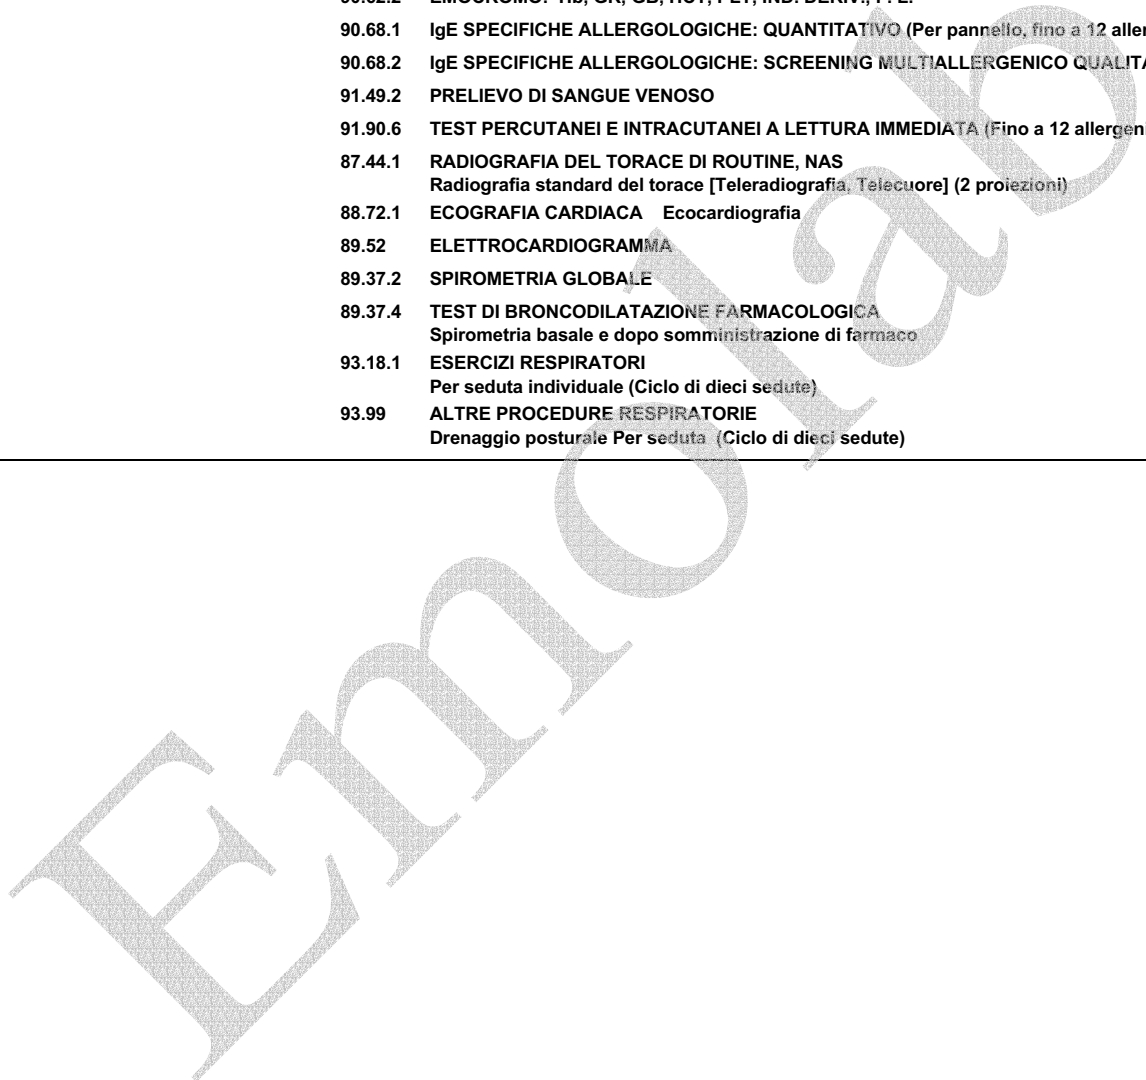 90.68.1 IgE SPECIFICHE ALLERGOLOGICHE: QUANTITATIVO (Per pannello, fino a 12
90.68.2 IgE SPECIFICHE ALLERGOLOGICHE: SCREENING MULTIALLERGENICO
91.49.2 PRELIEVO DI SANGUE VENOSO
91.90.6 TEST PERCUTANEI E INTRACUTANEI A LETTURA IMMEDIATA (Fino a 12
87.44.1 RADIOGRAFIA DEL TORACE DI ROUTINE, NAS
Radiografia standard del torace [Teleradiografia, Telecuore] (2 proiezioni)
88.72.1 ECOGRAFIA CARDIACA Ecocardiografia
89.52 ELETTROCARDIOGRAMMA
89.37.2 SPIROMETRIA GLOBALE
89.37.4 TEST DI BRONCODILATAZIONE FARMACOLOGICA
Spirometria basale e dopo somministrazione di farmaco
93.18.1 ESERCIZI RESPIRATORI
Per seduta individuale (Ciclo di dieci sedute)
93.99 ALTRE PROCEDURE RESPIRATORIE
Drenaggio posturale Per seduta (Ciclo di dieci sedute)
Emolab